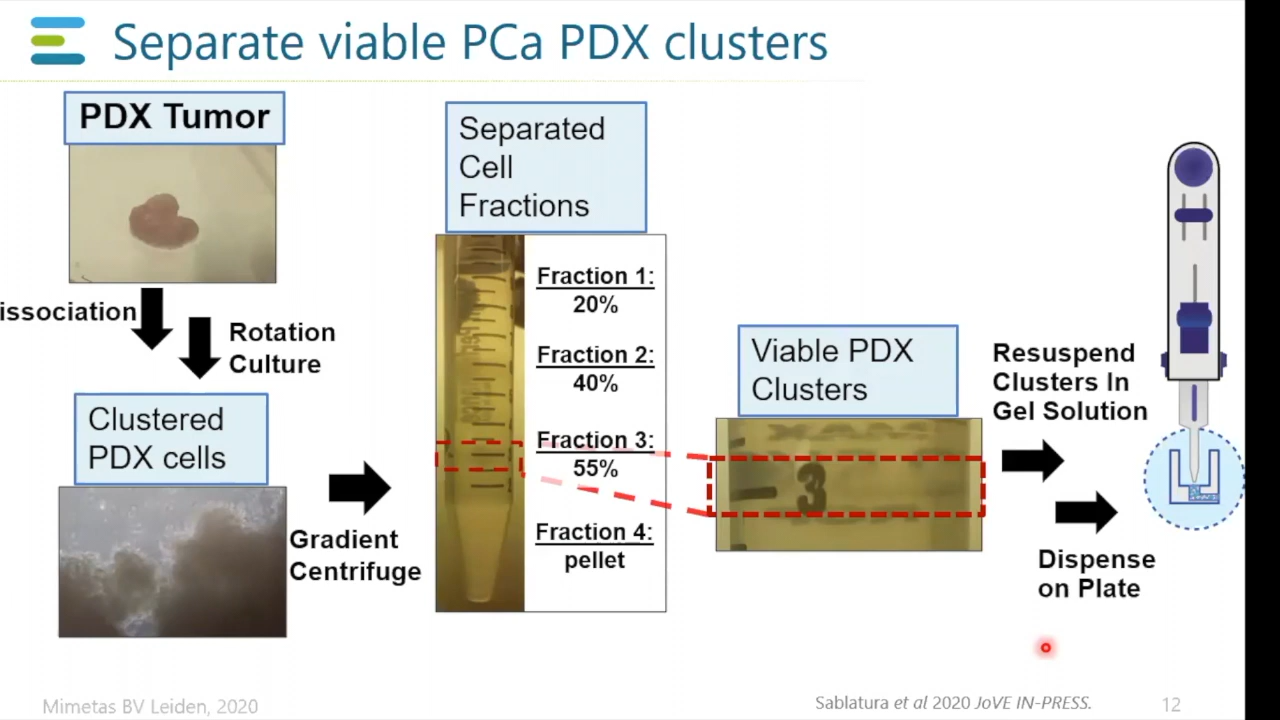 Separate viable PCa PDX clusters
PDX Tumor
issociation
Rotation
Culture
Clustered
PDX cells
Gradient
Centrifuge
Separated
Cell
Fractions
Fraction 1:
20%
Fraction 2:
40%
Fraction 3:
55%
Fraction 4:
pellet
Viable PDX
Clusters
3
Resuspend
Clusters In
Gel Solution
Dispense
on Plate
Mimetas BV Leiden, 2020
Sablatura et al 2020 JoVE IN-PRESS.
12